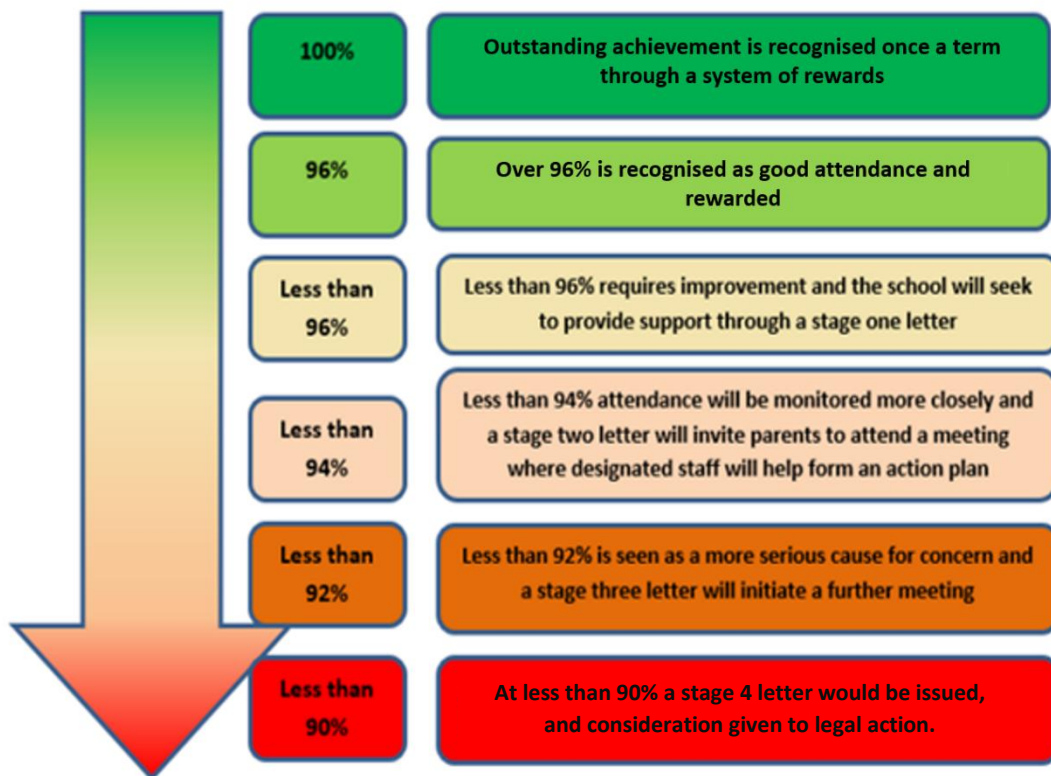 100%
Outstanding achievement is recognised once a term
through a system of rewards
96%
Over 96% is recognised as good attendance and
rewarded
Less than
96%
Less than 96% requires improvement and the school will seek
to provide support through a stage one letter
Less than
94%
Less than 94% attendance will be monitored more closely and
a stage two letter will invite parents to attend a meeting
where designated staff will help form an action plan
Less than
92%
Less than 92% is seen as a more serious cause for concern and
a stage three letter will initiate a further meeting
Less than
90%
At less than 90% a stage 4 letter would be issued,
and consideration given to legal action.